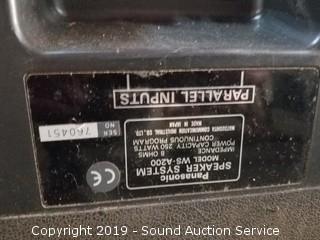 Panasonic
SPEAKER SYSTEM
MODEL WS-A200
IMPEDANCE 8 OHMS
POWER CAPACITY 250 WATTS
CONTINUOUS PROGRAM
MATSUSHITA COMMUNICATION INDUSTRIAL CO., LTD.
MADE IN JAPAN
SER NO 760451
PARALLEL INPUTS
CE
Copyright 2019 - Sound Auction Service